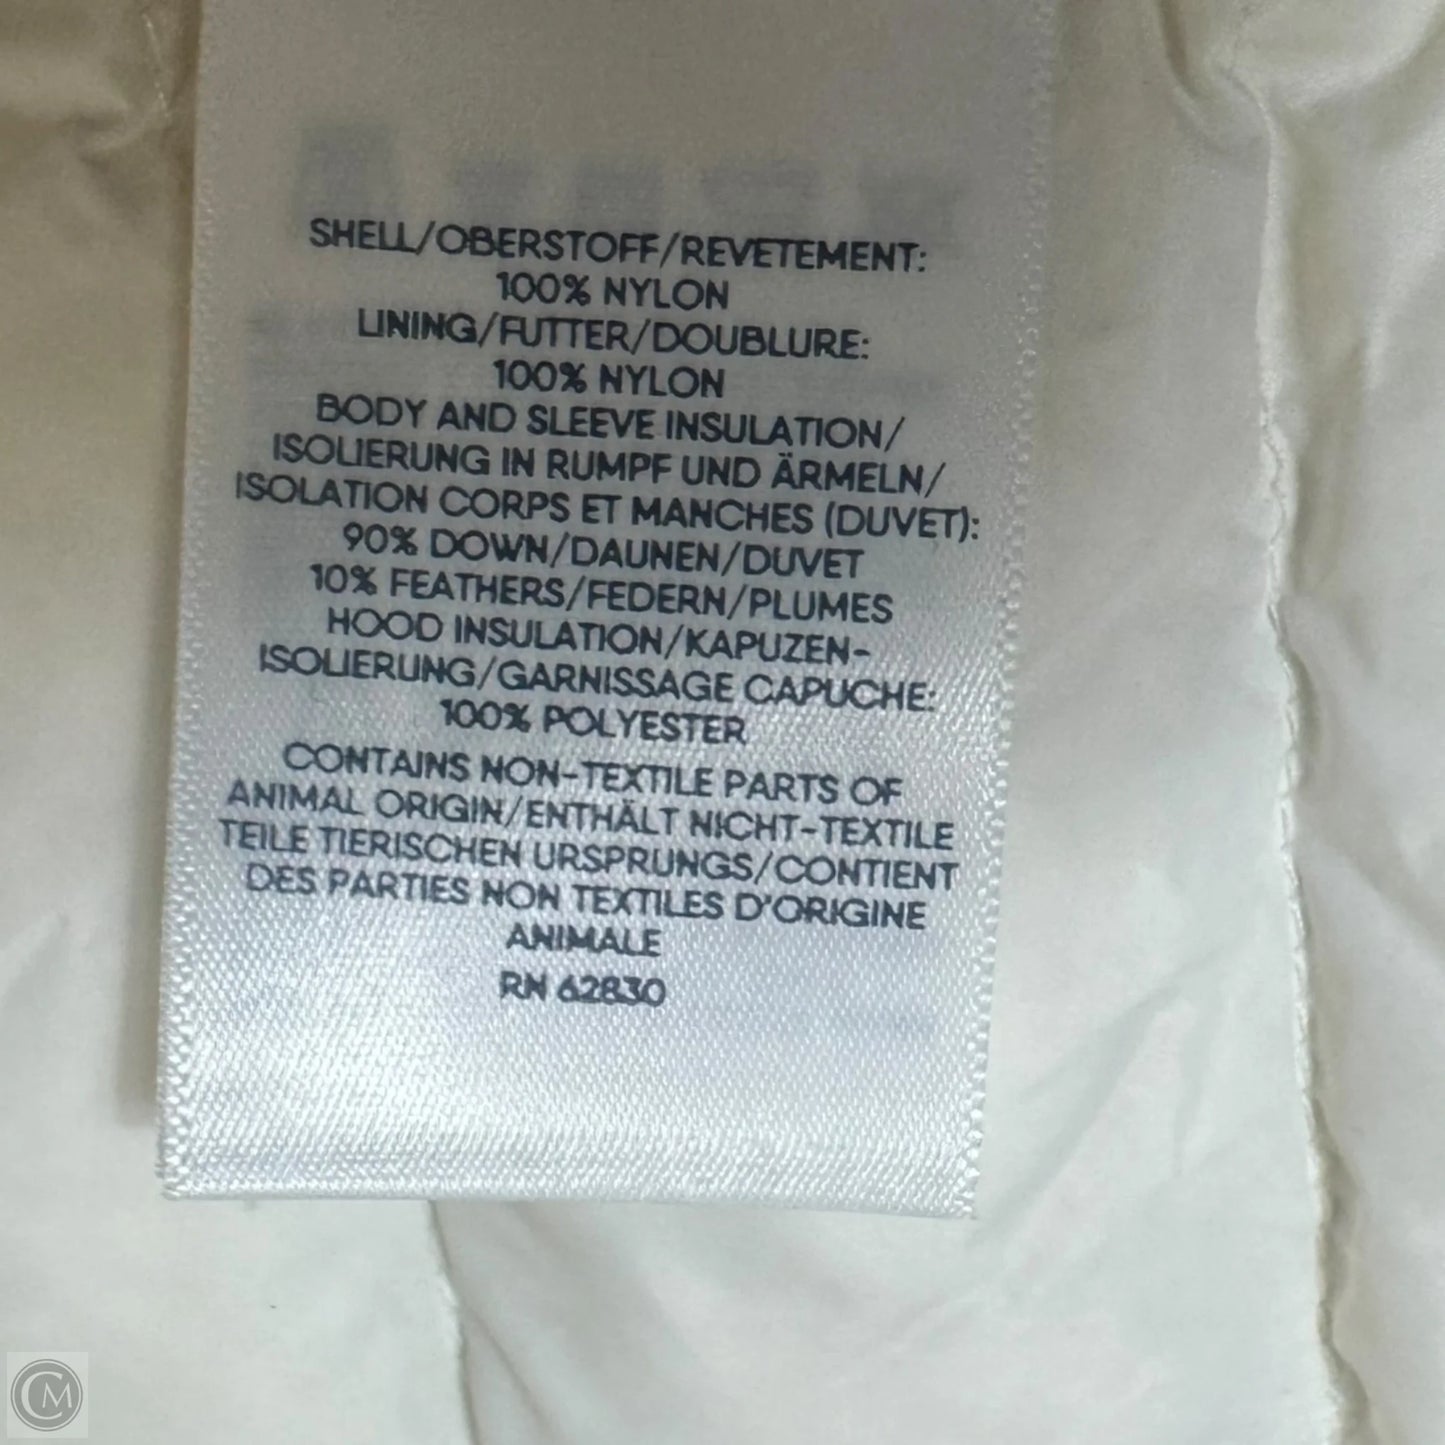 SHELL/OBERSTOFF/REVETEMENT:
100% NYLON
LINING/FUTTER/DOUBLURE:
100% NYLON
BODY AND SLEEVE INSULATION/
ISOLIERUNG IN RUMPF UND ÄRMELN/
ISOLATION CORPS ET MANCHES (DUVET):
90% DOWN/DAUNEN/DUVET
10% FEATHERS/FEDERN/PLUMES
HOOD INSULATION/KAPUZEN-
ISOLIERUNG/GARNISSAGE CAPUCHE:
100% POLYESTER
CONTAINS NON-TEXTILE PARTS OF
ANIMAL ORIGIN/ENTHÄLT NICHT-TEXTILE
TEILE TIERISCHEN URSPRUNGS/CONTIENT
DES PARTIES NON TEXTILES D'ORIGINE
ANIMALE
RN 62830
CM